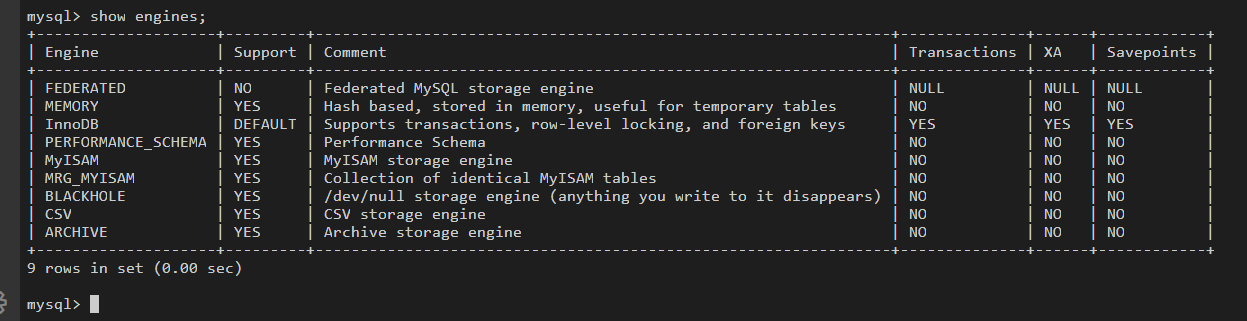 mysql> show engines;
+--------------------+---------+----------------------------------------------------------------+--------------+------+------------+
| Engine             | Support | Comment                                                        | Transactions | XA   | Savepoints |
+--------------------+---------+----------------------------------------------------------------+--------------+------+------------+
| FEDERATED          | NO      | Federated MySQL storage engine                                 | NULL         | NULL | NULL       |
| MEMORY             | YES     | Hash based, stored in memory, useful for temporary tables      | NO           | NO   | NO         |
| InnoDB             | DEFAULT | Supports transactions, row-level locking, and foreign keys     | YES          | YES  | YES        |
| PERFORMANCE_SCHEMA | YES     | Performance Schema                                             | NO           | NO   | NO         |
| MyISAM             | YES     | MyISAM storage engine                                          | NO           | NO   | NO         |
| MRG_MYISAM         | YES     | Collection of identical MyISAM tables                          | NO           | NO   | NO         |
| BLACKHOLE          | YES     | /dev/null storage engine (anything you write to it disappears) | NO           | NO   | NO         |
| CSV                | YES     | CSV storage engine                                             | NO           | NO   | NO         |
| ARCHIVE            | YES     | Archive storage engine                                         | NO           | NO   | NO         |
+--------------------+---------+----------------------------------------------------------------+--------------+------+------------+
9 rows in set (0.00 sec)
mysql>